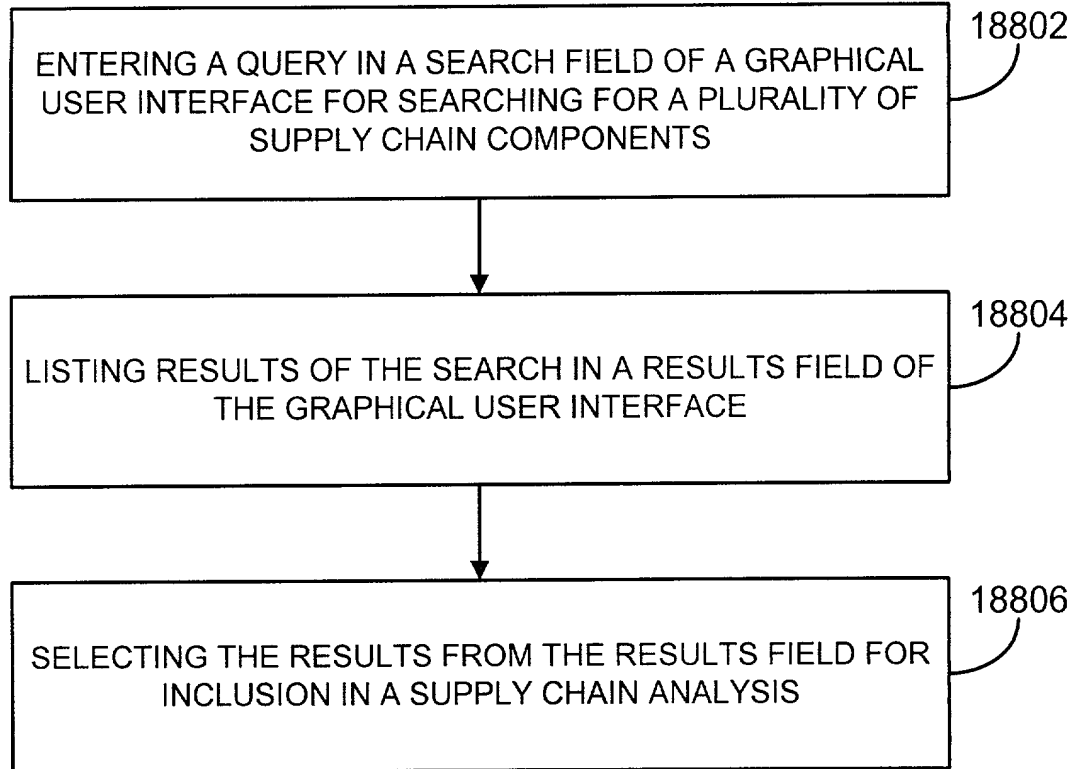 18802
ENTERING A QUERY IN A SEARCH FIELD OF A GRAPHICAL
USER INTERFACE FOR SEARCHING FOR A PLURALITY OF
SUPPLY CHAIN COMPONENTS
18804
LISTING RESULTS OF THE SEARCH IN A RESULTS FIELD OF
THE GRAPHICAL USER INTERFACE
18806
SELECTING THE RESULTS FROM THE RESULTS FIELD FOR
INCLUSION IN A SUPPLY CHAIN ANALYSIS